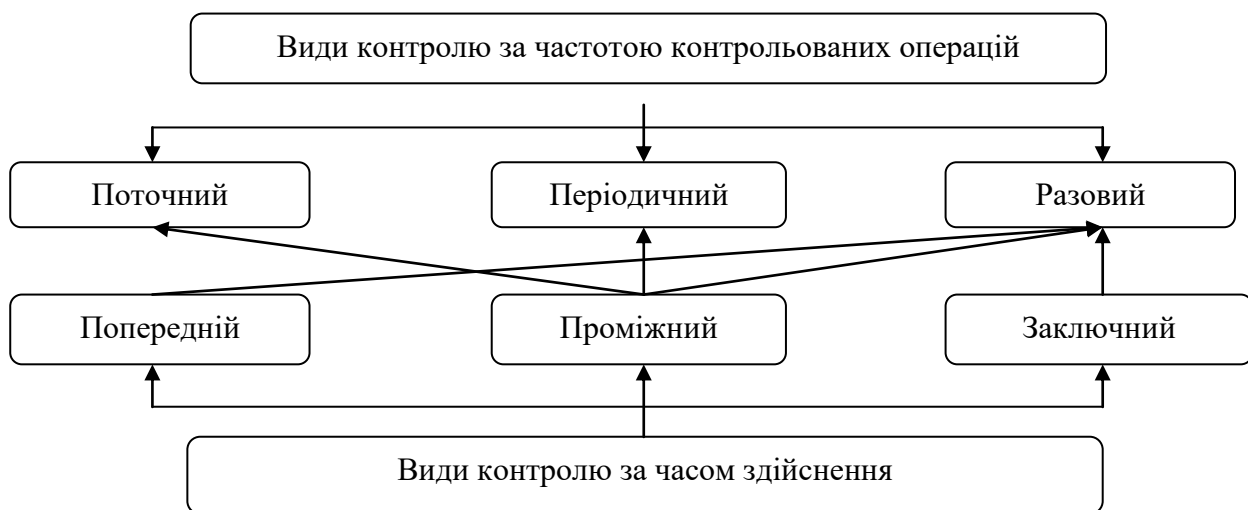 Види контролю за частотою контрольованих операцій
Поточний
Періодичний
Разовий
Попередній
Проміжний
Заключний
Види контролю за часом здійснення